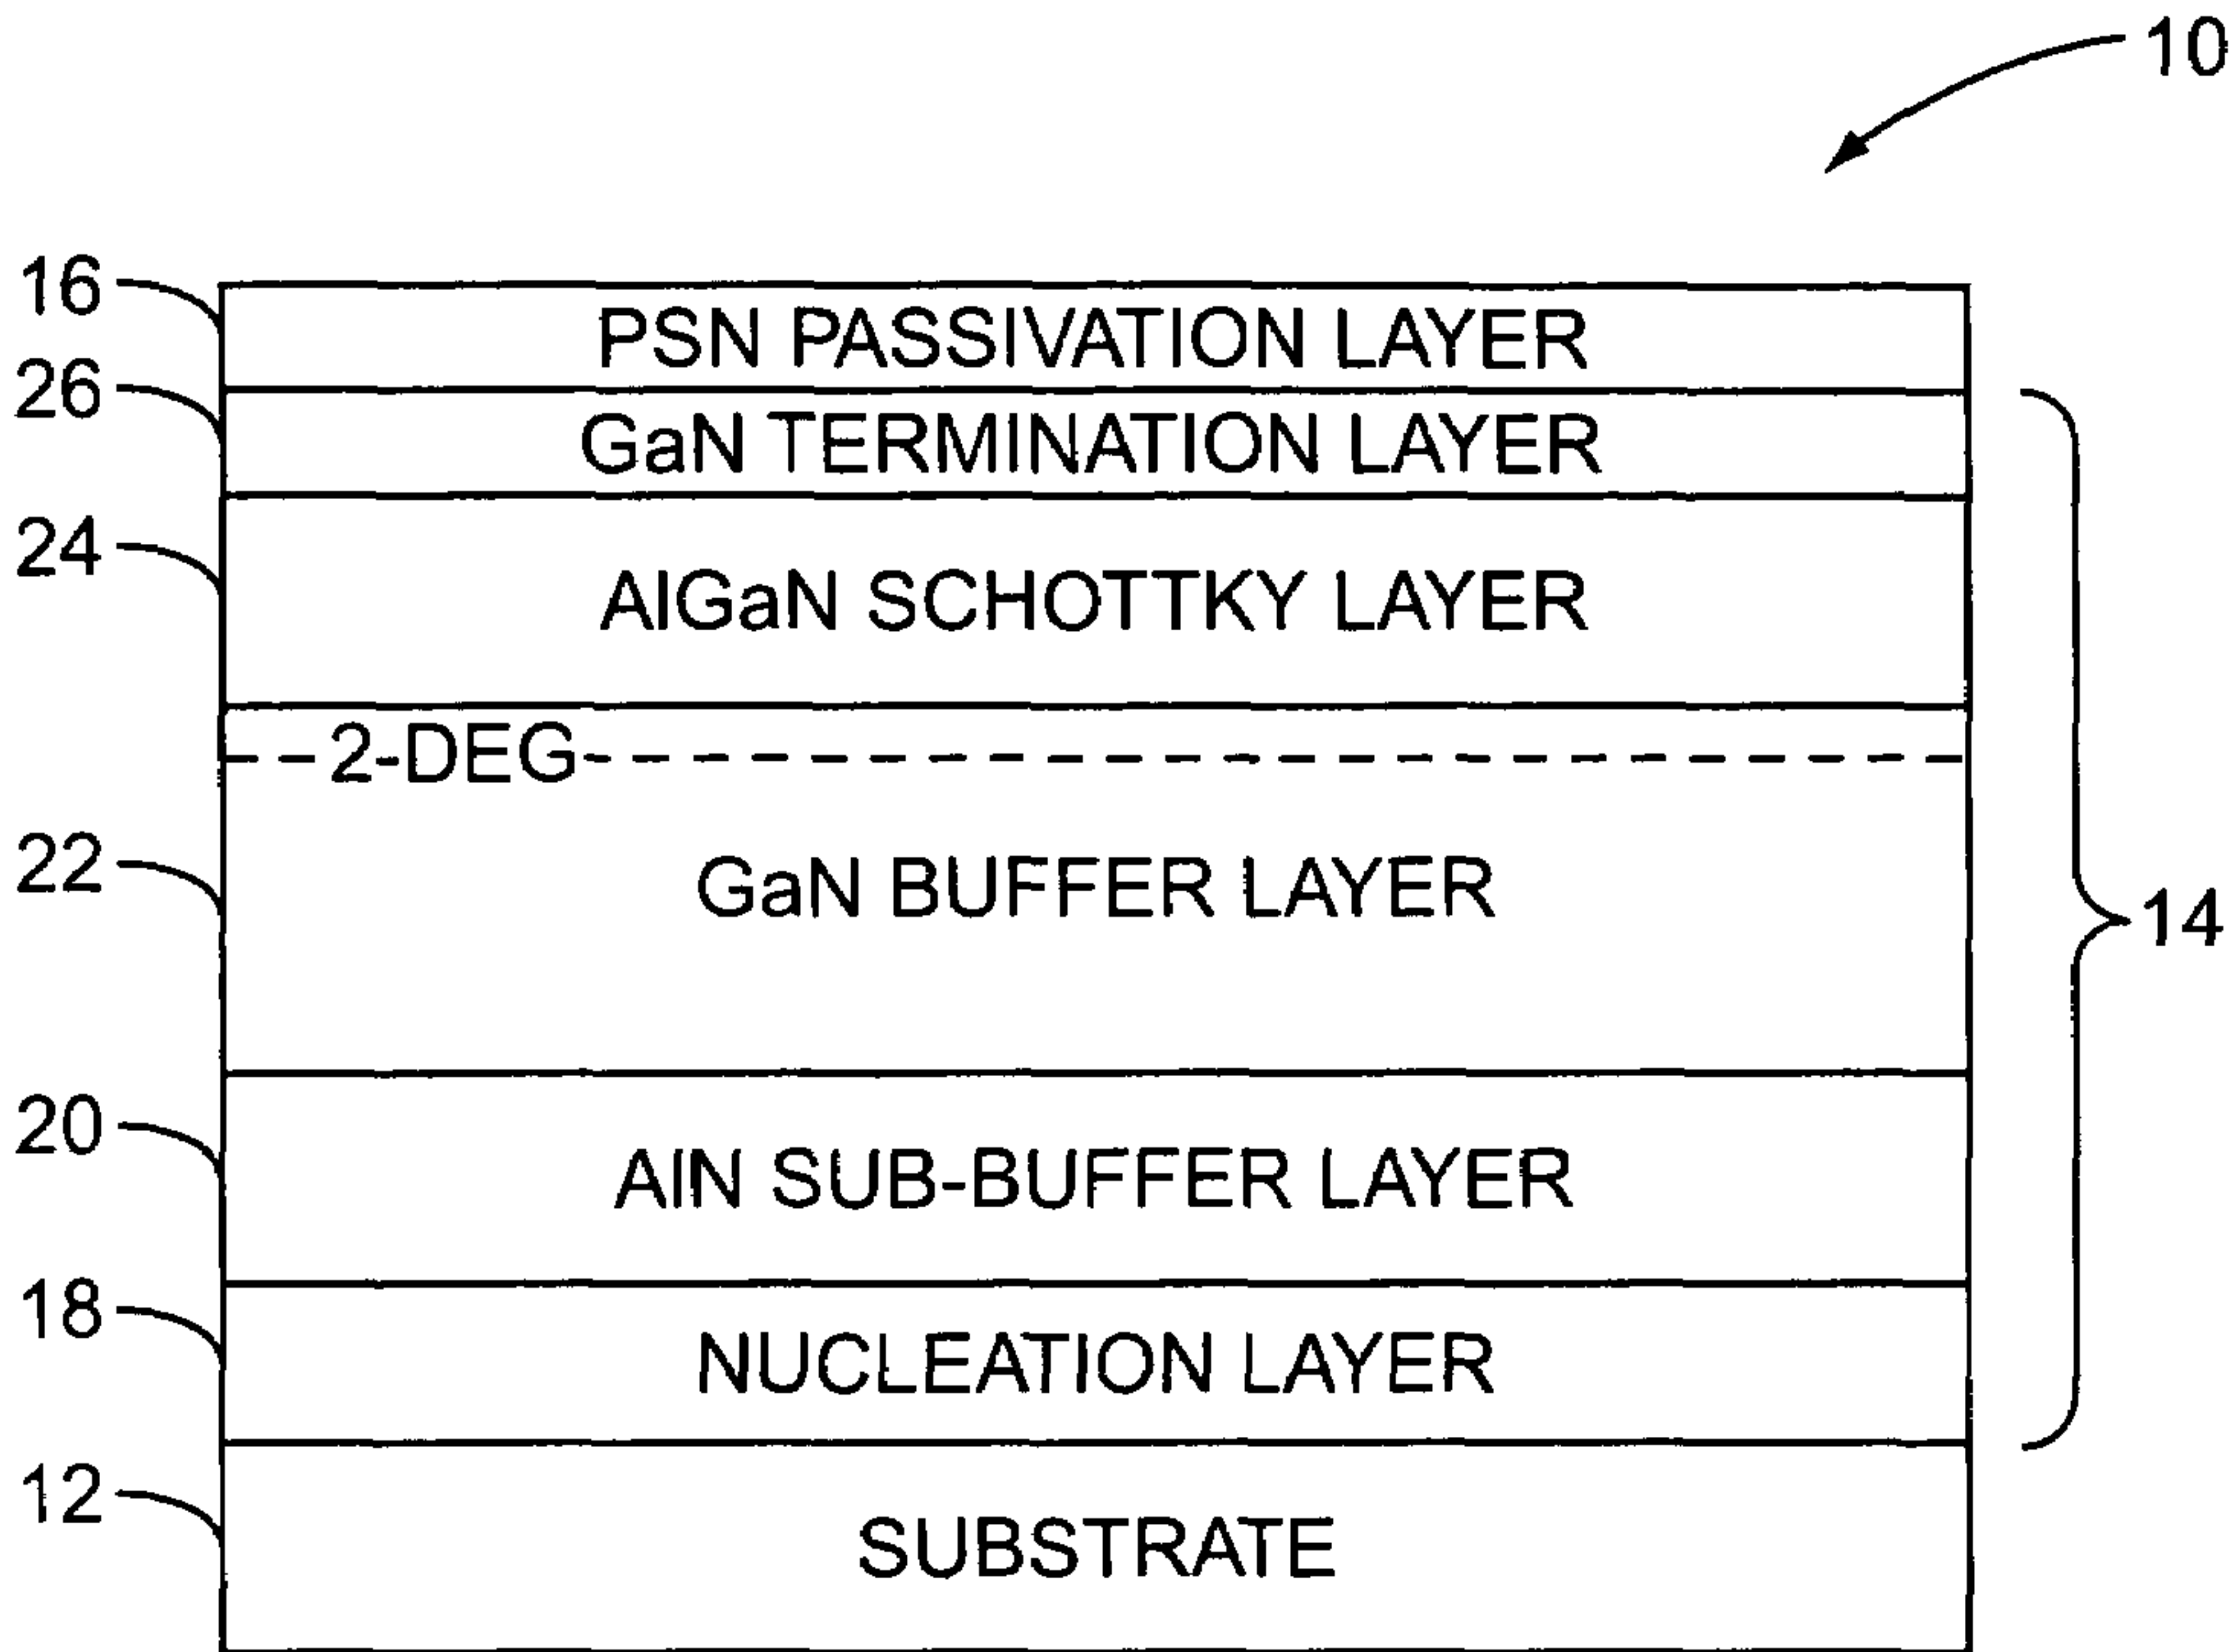 10
16
PSN PASSIVATION LAYER
26
GaN TERMINATION LAYER
24
AlGaN SCHOTTKY LAYER
2-DEG
22
GaN BUFFER LAYER
14
20
AlN SUB-BUFFER LAYER
18
NUCLEATION LAYER
12
SUBSTRATE